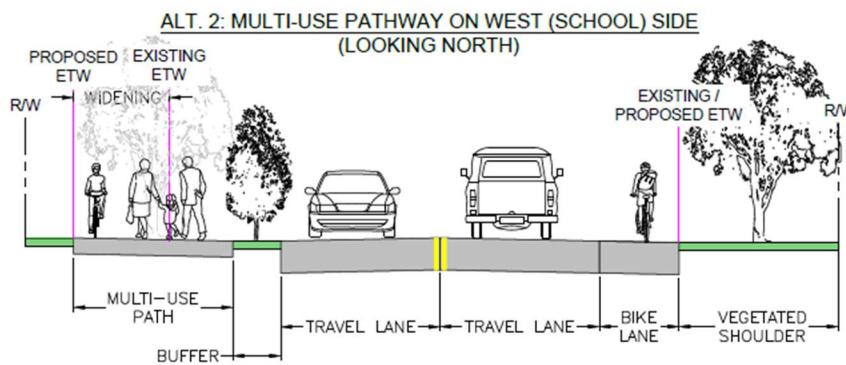 ALT. 2: MULTI-USE PATHWAY ON WEST (SCHOOL) SIDE
(LOOKING NORTH)
PROPOSED
ETW
EXISTING
ETW
R/W
WIDENING
EXISTING /
PROPOSED ETW
R/W
MULTI-USE
PATH
BUFFER
TRAVEL LANE
TRAVEL LANE
BIKE
LANE
VEGETATED
SHOULDER